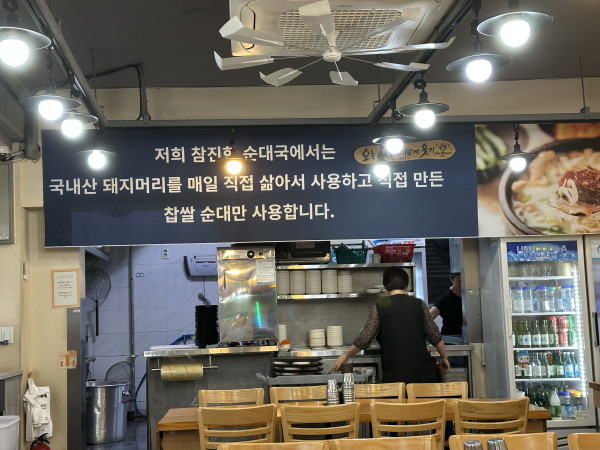 저희 참진한 순대국에서는
국내산 돼지머리를 매일 직접 삶아서 사용하고 직접 만든
찹쌀 순대만 사용합니다.